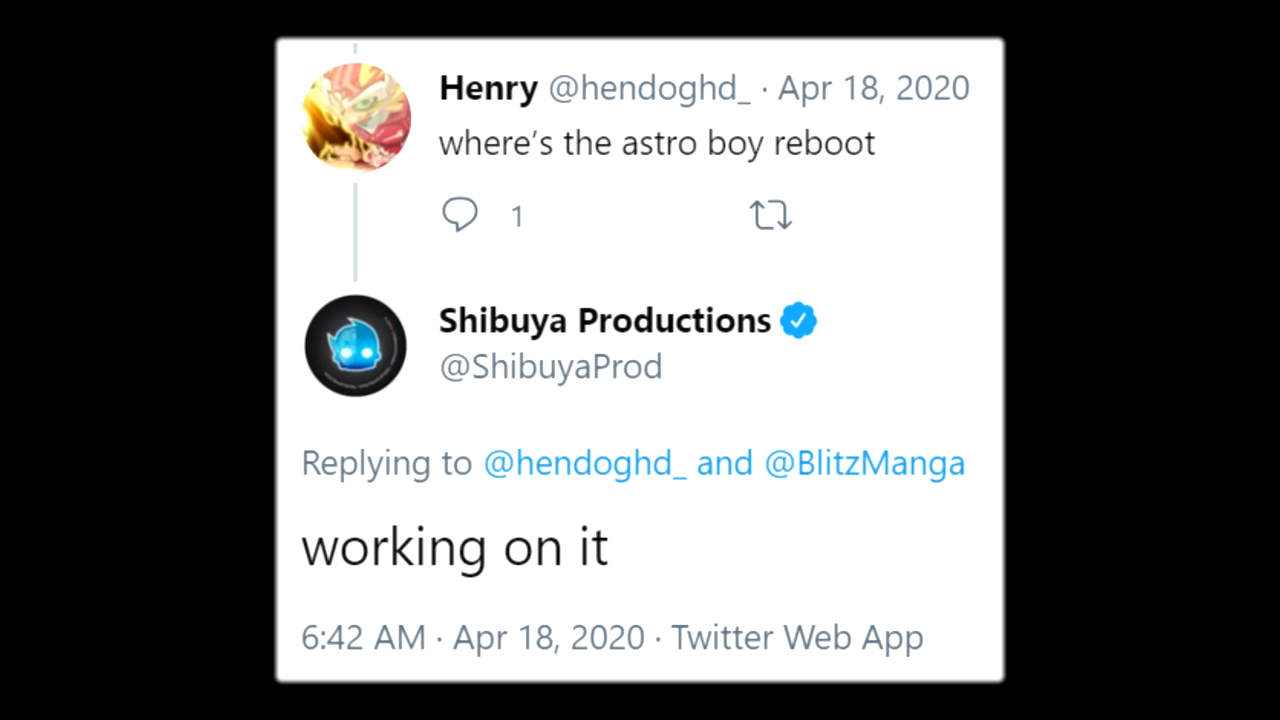 Henry @hendoghd_ · Apr 18, 2020
where's the astro boy reboot
1
Shibuya Productions
@ShibuyaProd
Replying to @hendoghd_ and @BlitzManga
working on it
6:42 AM · Apr 18, 2020 · Twitter Web App